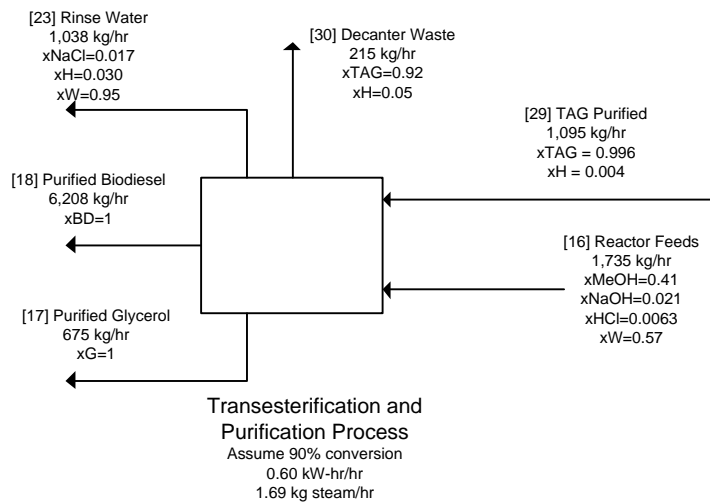 [23] Rinse Water
1,038 kg/hr
xNaCl=0.017
xH=0.030
xW=0.95
[30] Decanter Waste
215 kg/hr
xTAG=0.92
xH=0.05
[29] TAG Purified
1,095 kg/hr
xTAG = 0.996
xH = 0.004
[18] Purified Biodiesel
6,208 kg/hr
xBD=1
[16] Reactor Feeds
1,735 kg/hr
xMeOH=0.41
xNaOH=0.021
xHCl=0.0063
xW=0.57
[17] Purified Glycerol
675 kg/hr
xG=1
Transesterification and
Purification Process
Assume 90% conversion
0.60 kW-hr/hr
1.69 kg steam/hr